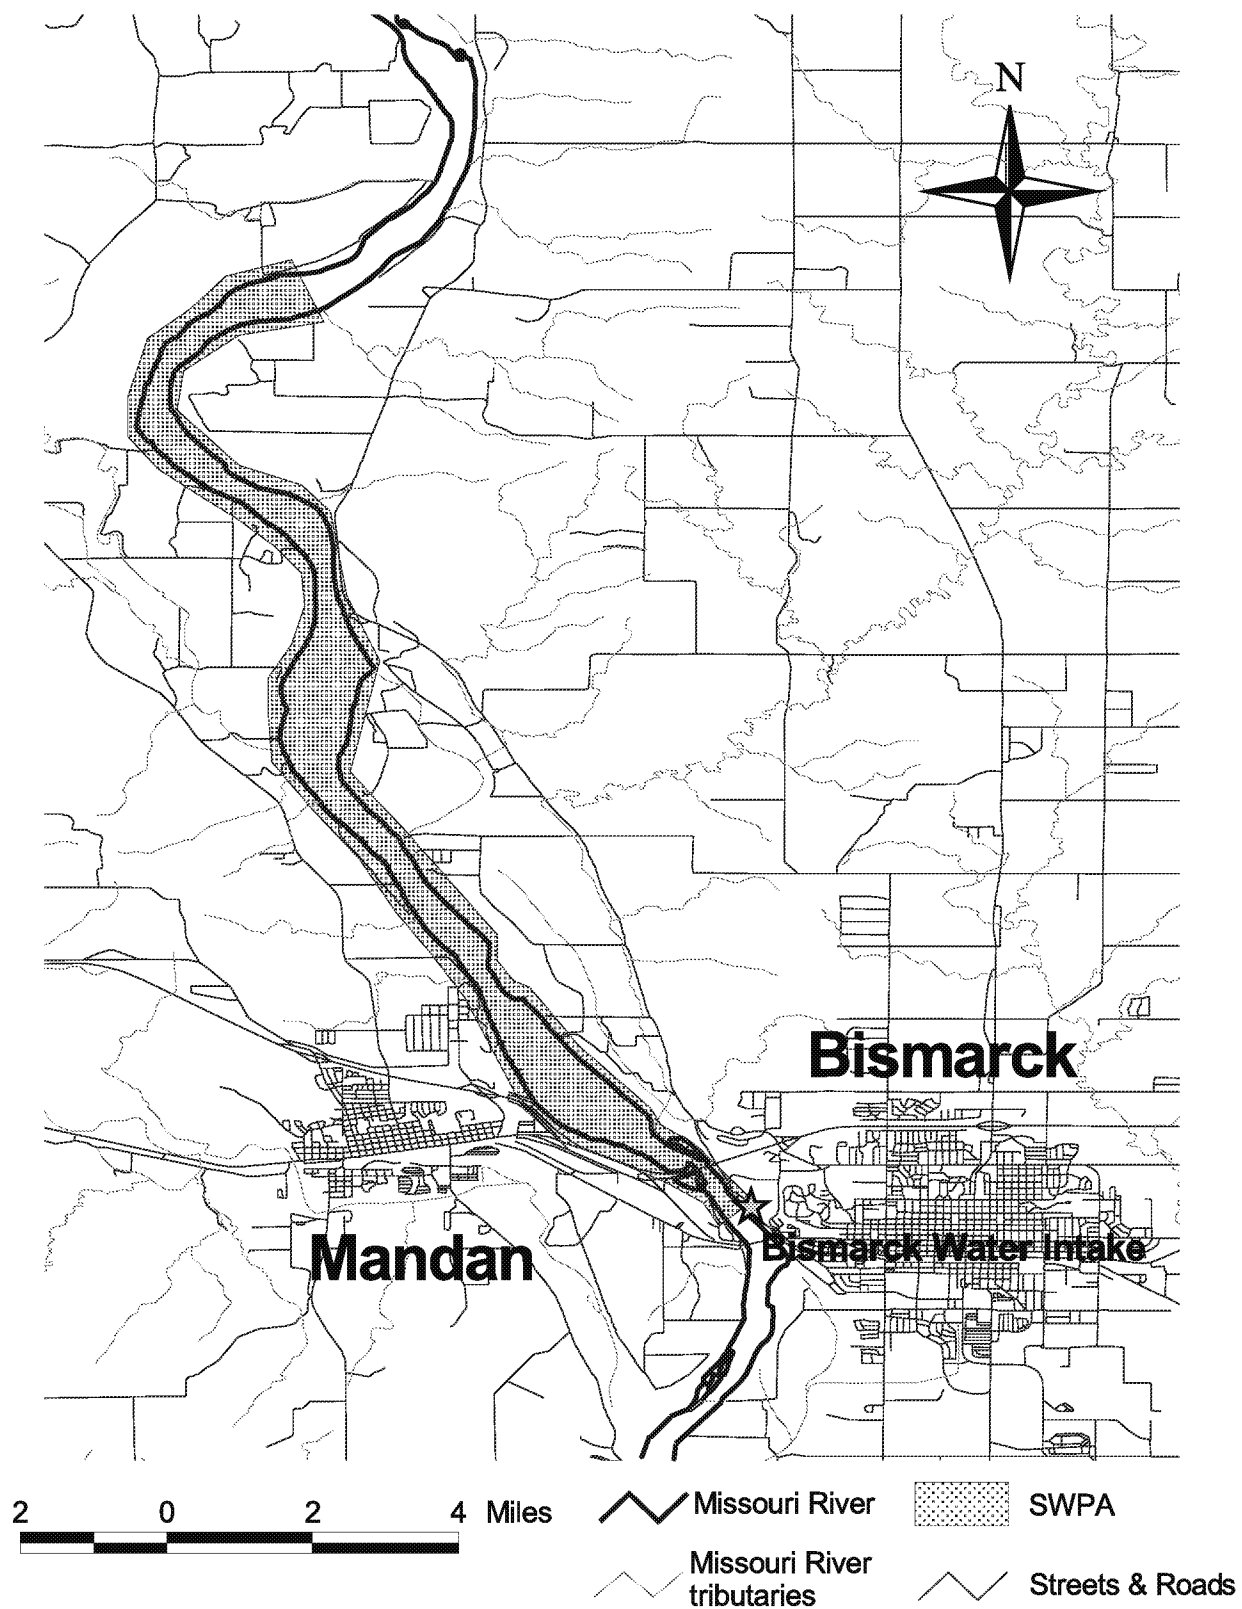 N
Bismarck
Mandan
Bismarck Water Intake
2 0 2 4 Miles
Missouri River
SWPA
Missouri River
tributaries
Streets & Roads